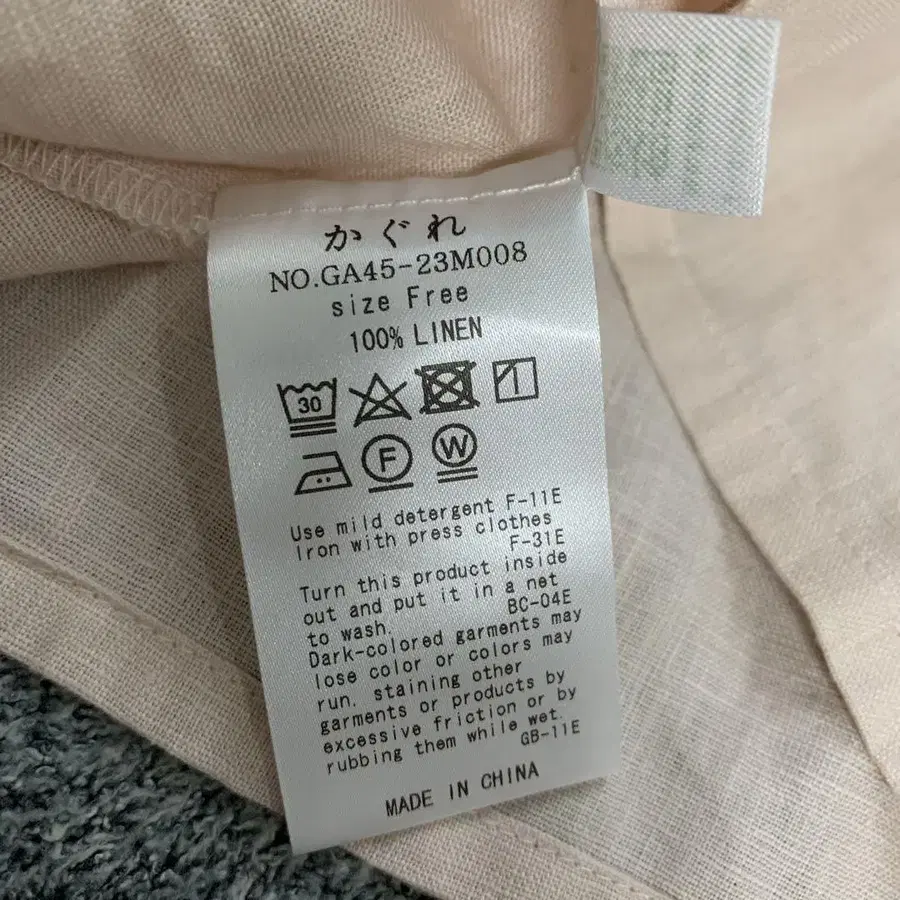 かぐれ
NO.GA45-23M008
size Free
100% LINEN
30
F
W
Use mild detergent F-11E
Iron with press clothes
F-31E
Turn this product inside
out and put it in a net
to wash. BC-04E
Dark-colored garments may
lose color or colors may
run. staining other
garments or products by
excessive friction or by
rubbing them while wet.
GB-11E
MADE IN CHINA